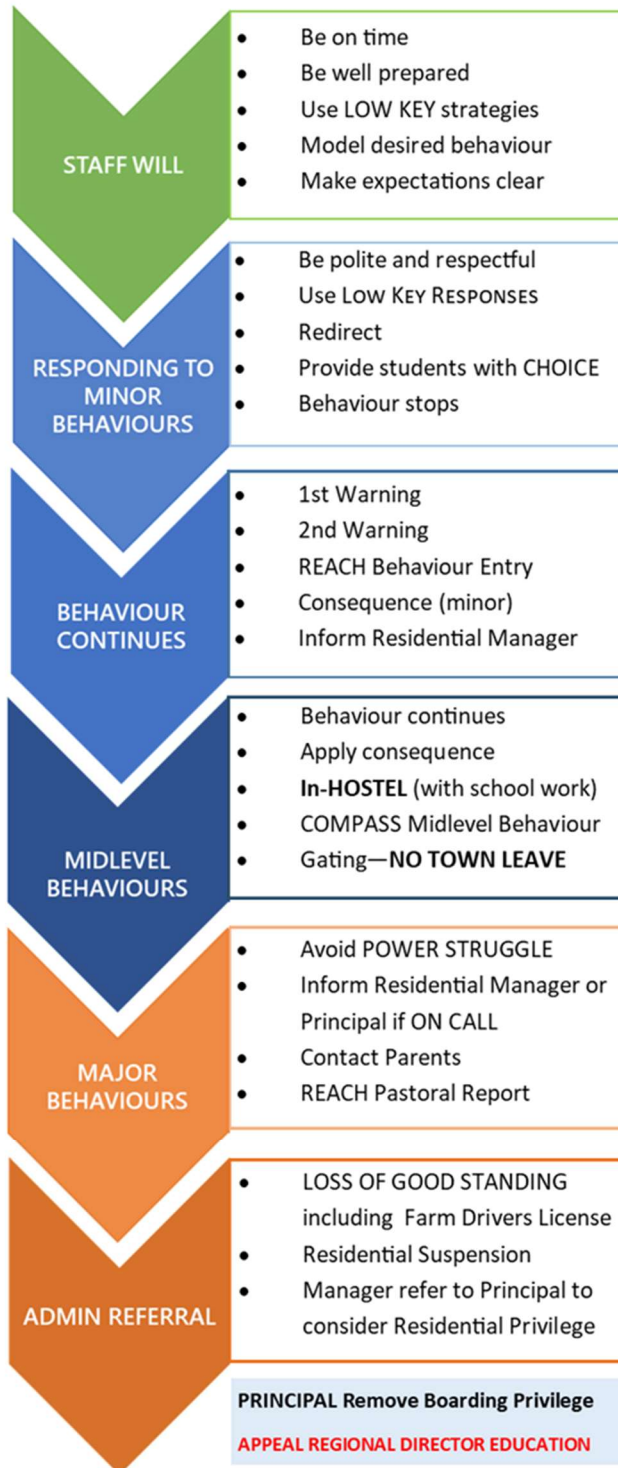 STAFF WILL
• Be on time
• Be well prepared
• Use LOW KEY strategies
• Model desired behaviour
• Make expectations clear
RESPONDING TO
MINOR
BEHAVIOURS
• Be polite and respectful
• Use LOW KEY RESPONSES
• Redirect
• Provide students with CHOICE
• Behaviour stops
BEHAVIOUR
CONTINUES
• 1st Warning
• 2nd Warning
• REACH Behaviour Entry
• Consequence (minor)
• Inform Residential Manager
MIDLEVEL
BEHAVIOURS
• Behaviour continues
• Apply consequence
• In-HOSTEL (with school work)
• COMPASS Midlevel Behaviour
• Gating—NO TOWN LEAVE
MAJOR
BEHAVIOURS
• Avoid POWER STRUGGLE
• Inform Residential Manager or
Principal if ON CALL
• Contact Parents
• REACH Pastoral Report
ADMIN REFERRAL
• LOSS OF GOOD STANDING
including Farm Drivers License
• Residential Suspension
• Manager refer to Principal to
consider Residential Privilege
PRINCIPAL Remove Boarding Privilege
APPEAL REGIONAL DIRECTOR EDUCATION